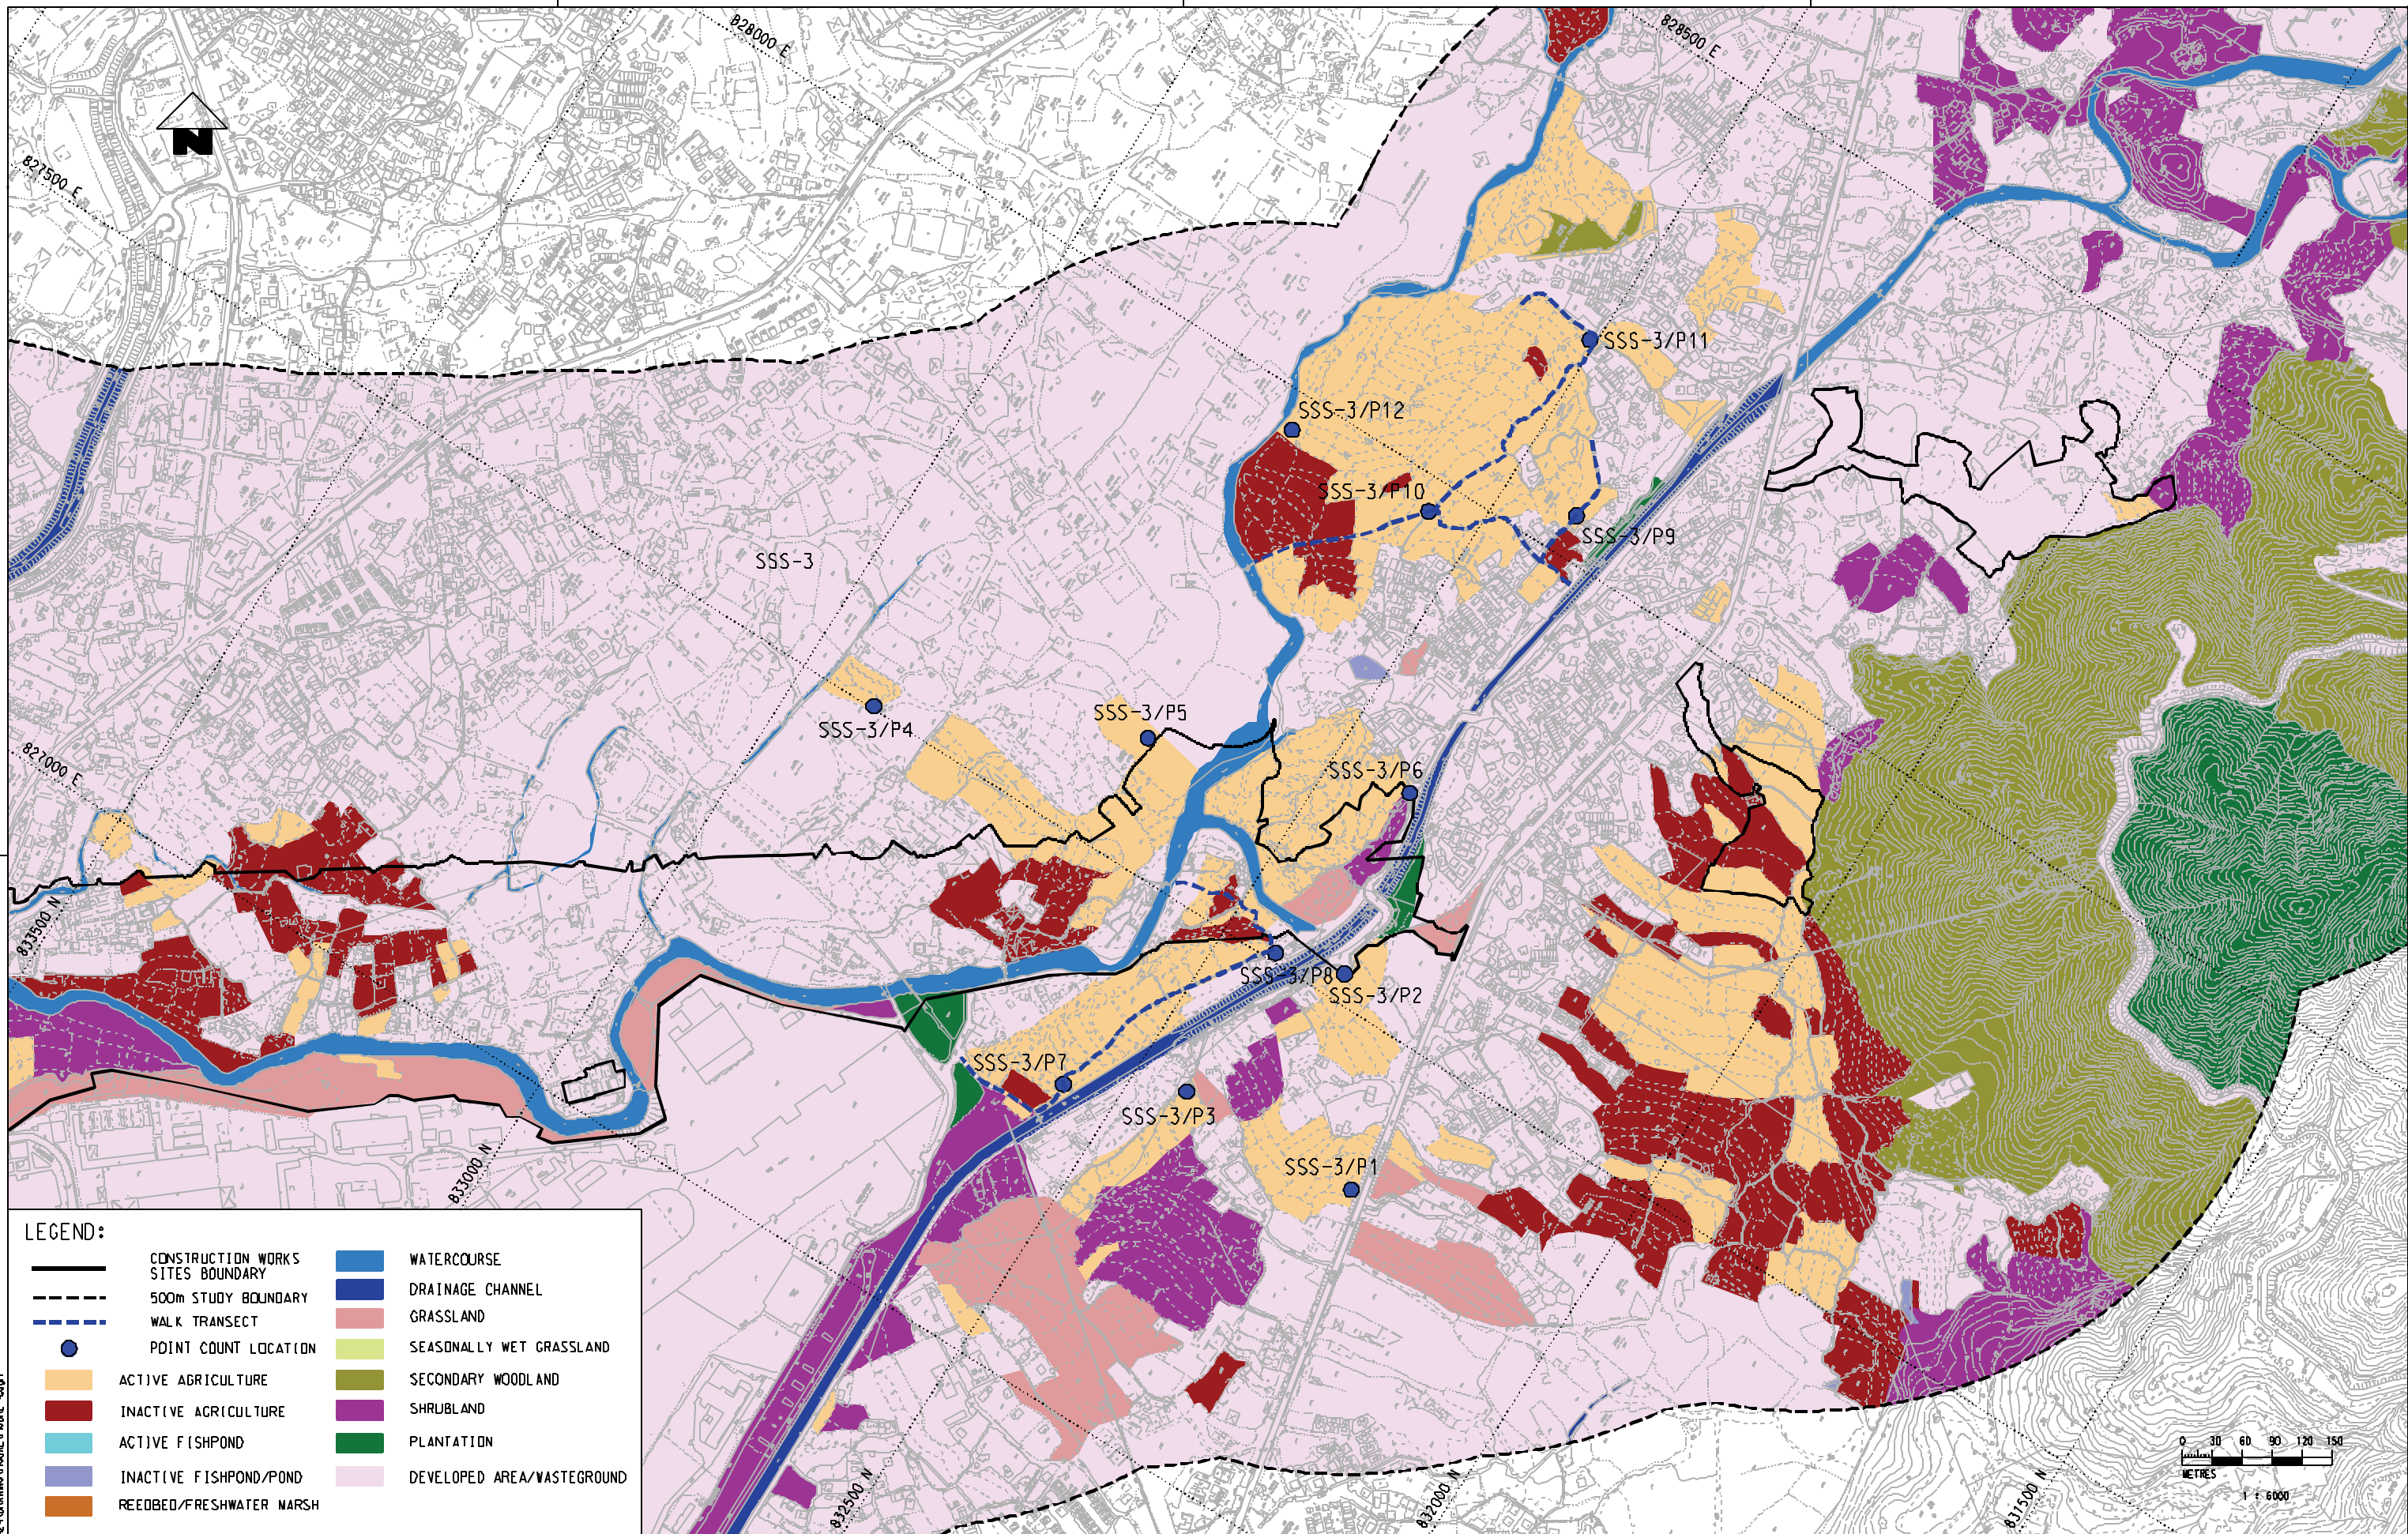 828000 E
828500 E
N
827500 E
SSS-3/P11
SSS-3/P12
SSS-3/P10
SSS-3/P9
SSS-3
SSS-3/P5
SSS-3/P4
827000 E
SSS-3/P6
833500 N
SSS-3/P8
SSS-3/P2
SSS-3/P7
SSS-3/P3
SSS-3/P1
833000 N
832500 N
832000 N
831500 N
LEGEND:
CONSTRUCTION WORKS
SITES BOUNDARY
500m STUDY BOUNDARY
WALK TRANSECT
POINT COUNT LOCATION
ACTIVE AGRICULTURE
INACTIVE AGRICULTURE
ACTIVE FISHPOND
INACTIVE FISHPOND/POND
REEDBED/FRESHWATER MARSH
WATERCOURSE
DRAINAGE CHANNEL
GRASSLAND
SEASONALLY WET GRASSLAND
SECONDARY WOODLAND
SHRUBLAND
PLANTATION
DEVELOPED AREA/WASTEGROUND
0 30 60 90 120 150
METRES
1 : 6000